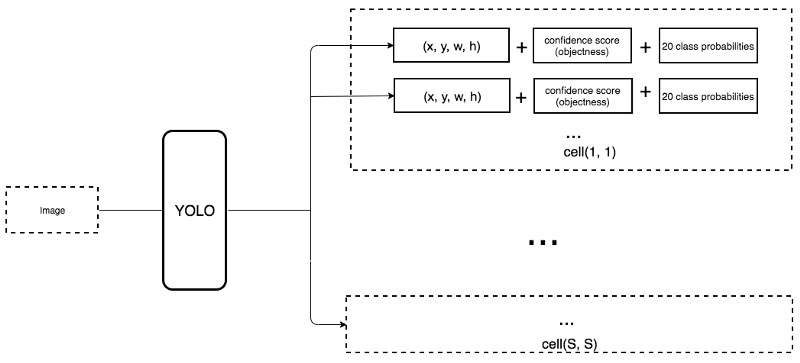 (x, y, w, h) + confidence score (objectness) + 20 class probabilities
(x, y, w, h) + confidence score (objectness) + 20 class probabilities
...
cell(1, 1)
Image
YOLO
...
...
cell(S, S)